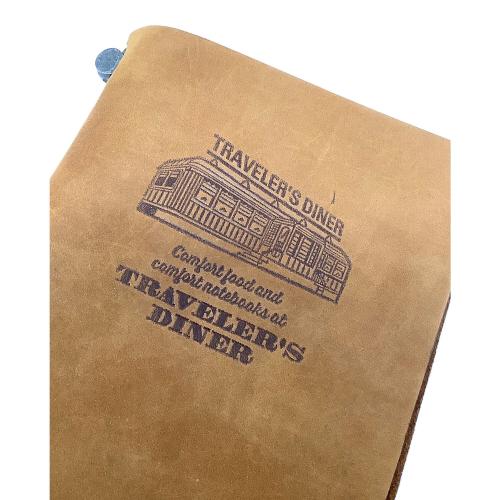 TRAVELER'S DINER
Comfort food and
comfort notebooks at
TRAVELER'S
DINER